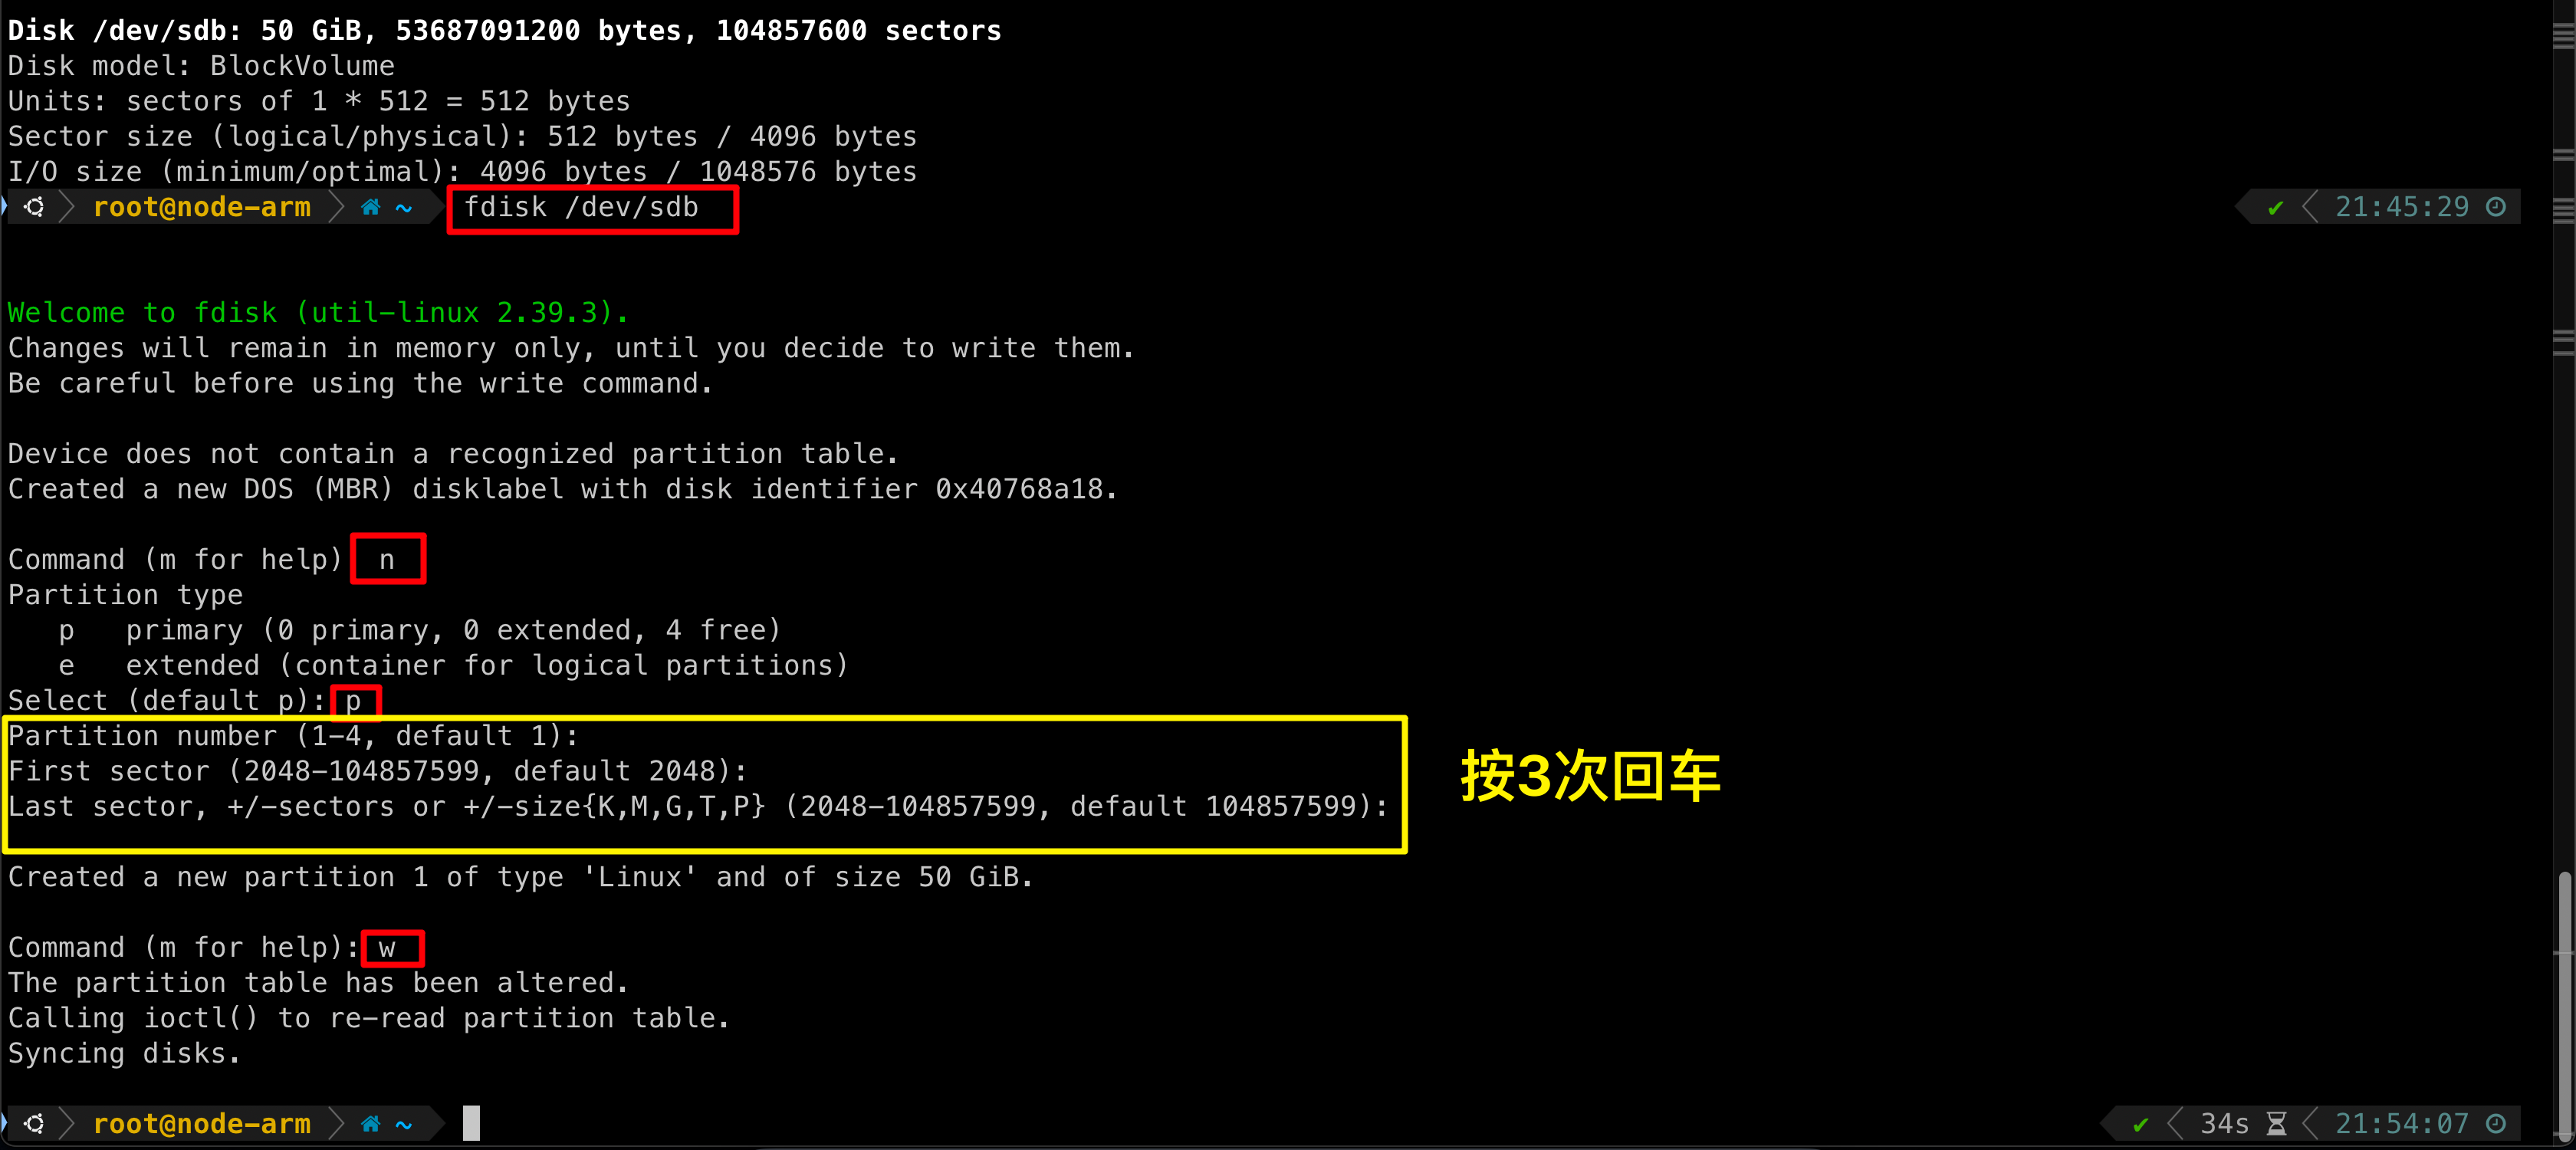 Disk /dev/sdb: 50 GiB, 53687091200 bytes, 104857600 sectors
Disk model: BlockVolume
Units: sectors of 1 * 512 = 512 bytes
Sector size (logical/physical): 512 bytes / 4096 bytes
I/O size (minimum/optimal): 4096 bytes / 1048576 bytes
root@node-arm ~ fdisk /dev/sdb ✔ 21:45:29
Welcome to fdisk (util-linux 2.39.3).
Changes will remain in memory only, until you decide to write them.
Be careful before using the write command.
Device does not contain a recognized partition table.
Created a new DOS (MBR) disklabel with disk identifier 0x40768a18.
Command (m for help) n
Partition type
p primary (0 primary, 0 extended, 4 free)
e extended (container for logical partitions)
Select (default p): p
Partition number (1-4, default 1):
First sector (2048-104857599, default 2048):
按3次回车
Last sector, +/-sectors or +/-size{K,M,G,T,P} (2048-104857599, default 104857599):
Created a new partition 1 of type 'Linux' and of size 50 GiB.
Command (m for help): w
The partition table has been altered.
Calling ioctl() to re-read partition table.
Syncing disks.
root@node-arm ~ ✔ 34s 21:54:07